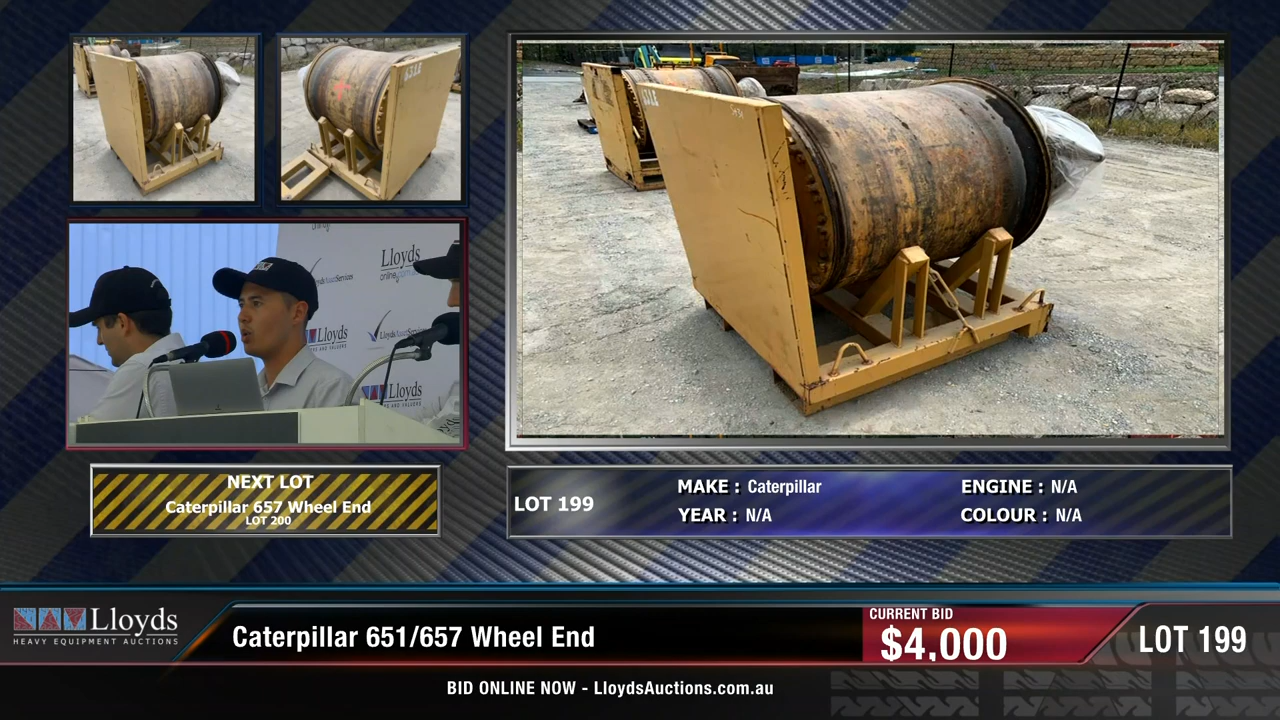 631E
Lloyds
online
Lloyds
NEXT LOT
Caterpillar 657 Wheel End
LOT 200
LOT 199
MAKE : Caterpillar
YEAR : N/A
ENGINE : N/A
COLOUR : N/A
Lloyds
HEAVY EQUIPMENT AUCTIONS
Caterpillar 651/657 Wheel End
CURRENT BID
$4,000
LOT 199
BID ONLINE NOW - LloydsAuctions.com.au